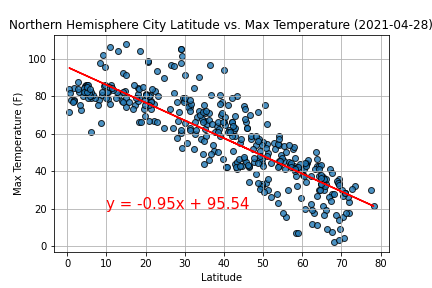 Northern Hemisphere City Latitude vs. Max Temperature (2021-04-28)
Max Temperature (F)
100
80
60
40
20
0
y = -0.95x + 95.54
0 10 20 30 40 50 60 70 80
Latitude